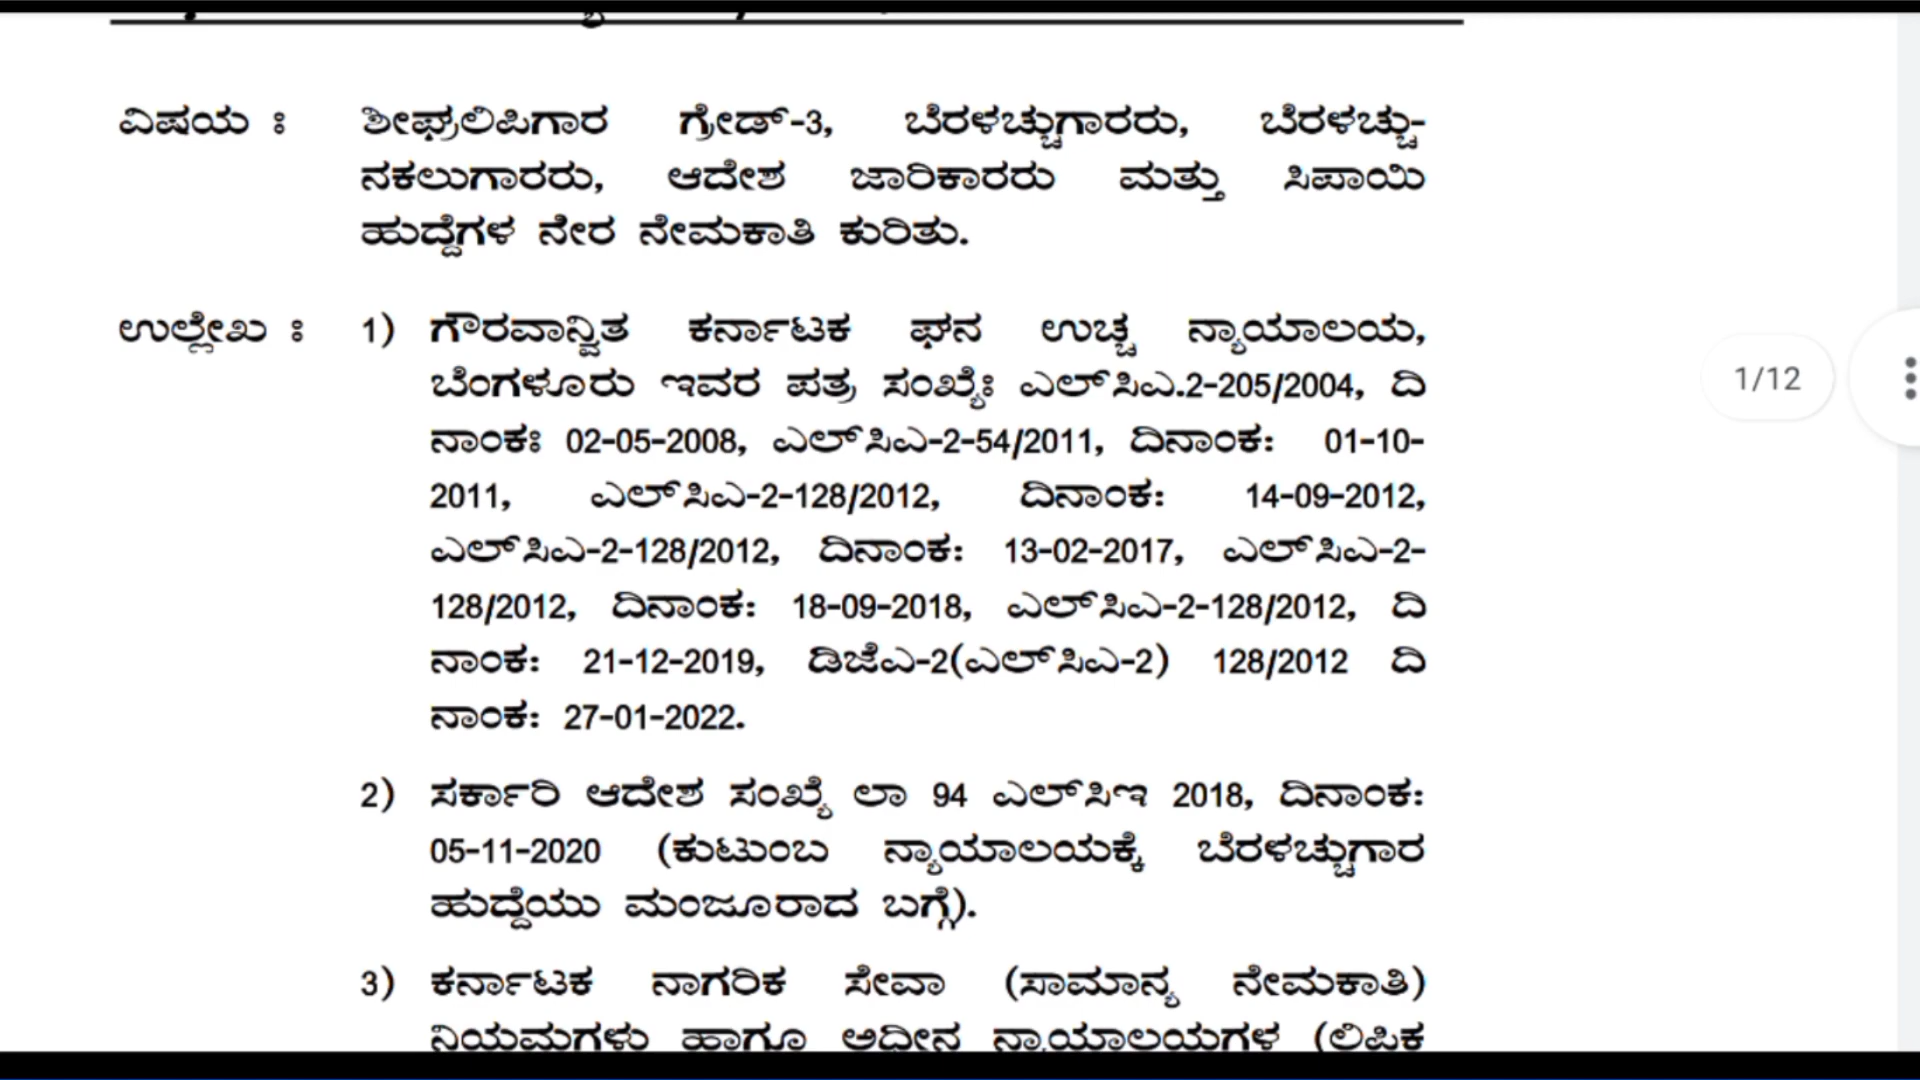 ವಿಷಯ : ಶೀಘ್ರಲಿಪಿಗಾರ ಗ್ರೇಡ್-3, ಬೆರಳಚ್ಚುಗಾರರು, ಬೆರಳಚ್ಚು-
ನಕಲುಗಾರರು, ಆದೇಶ ಜಾರಿಕಾರರು ಮತ್ತು ಸಿಪಾಯಿ
ಹುದ್ದೆಗಳ ನೇರ ನೇಮಕಾತಿ ಕುರಿತು.
ಉಲ್ಲೇಖ : 1) ಗೌರವಾನ್ವಿತ ಕರ್ನಾಟಕ ಘನ ಉಚ್ಚ ನ್ಯಾಯಾಲಯ,
ಬೆಂಗಳೂರು ಇವರ ಪತ್ರ ಸಂಖ್ಯೆಃ ಎಲ್‌ಸಿಎ.2-205/2004, ದಿ
ನಾಂಕಃ 02-05-2008, ಎಲ್‌ಸಿಎ-2-54/2011, ದಿನಾಂಕ: 01-10-
2011, ಎಲ್‌ಸಿಎ-2-128/2012, ದಿನಾಂಕ: 14-09-2012,
ಎಲ್‌ಸಿಎ-2-128/2012, ದಿನಾಂಕ: 13-02-2017, ಎಲ್‌ಸಿಎ-2-
128/2012, ದಿನಾಂಕ: 18-09-2018, ಎಲ್‌ಸಿಎ-2-128/2012, ದಿ
ನಾಂಕ: 21-12-2019, ಡಿಜೆಎ-2(ಎಲ್‌ಸಿಎ-2) 128/2012 ದಿ
ನಾಂಕ: 27-01-2022.
2) ಸರ್ಕಾರಿ ಆದೇಶ ಸಂಖ್ಯೆ ಲಾ 94 ಎಲ್‌ಸಿಇ 2018, ದಿನಾಂಕ:
05-11-2020 (ಕುಟುಂಬ ನ್ಯಾಯಾಲಯಕ್ಕೆ ಬೆರಳಚ್ಚುಗಾರ
ಹುದ್ದೆಯು ಮಂಜೂರಾದ ಬಗ್ಗೆ).
3) ಕರ್ನಾಟಕ ನಾಗರಿಕ ಸೇವಾ (ಸಾಮಾನ್ಯ ನೇಮಕಾತಿ)
ನಿಯಮಗಳು ಹಾಗೂ ಅಧೀನ ನ್ಯಾಯಾಲಯಗಳ (ಲಿಪಿಕ
1/12